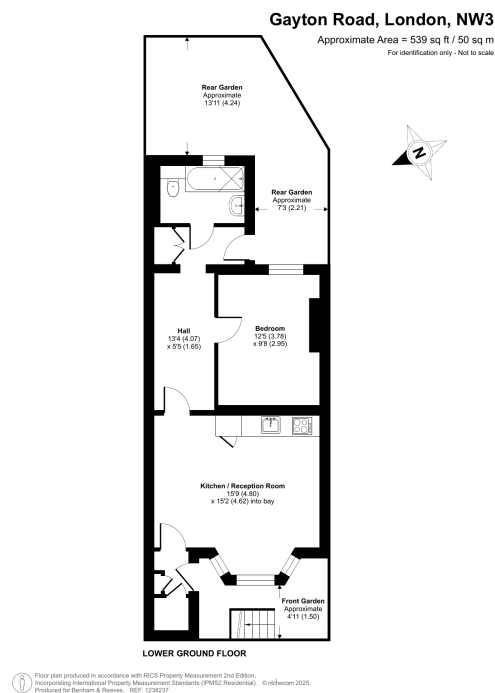 Gayton Road, London, NW3
Approximate Area = 539 sq ft / 50 sq m
For identification only - Not to scale
Rear Garden
Approximate
13'11 (4.24)
N
Rear Garden
Approximate
7'3 (2.21)
Hall
13'4 (4.07)
x 5'5 (1.65)
Bedroom
12'5 (3.78)
x 9'8 (2.95)
Kitchen / Reception Room
15'9 (4.80)
x 15'2 (4.62) into bay
Front Garden
Approximate
4'11 (1.50)
LOWER GROUND FLOOR
Floor plan produced in accordance with RICS Property Measurement 2nd Edition,
Incorporating International Property Measurement Standards (IPMS2 Residential). ©nichecom 2025.
Produced for Benham & Reeves. REF: 1238237